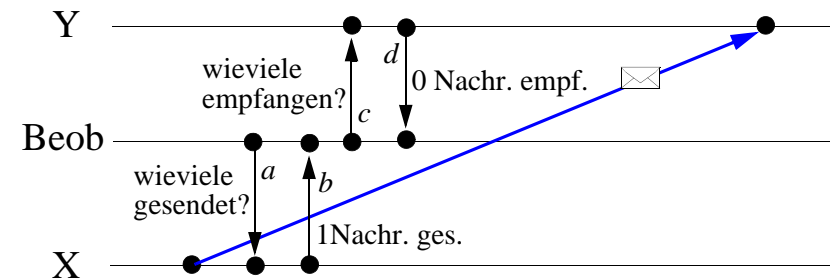 Y
wieviele
empfangen?
c
d
0 Nachr. empf.
Beob
wieviele
gesendet?
a
b
1Nachr. ges.
X